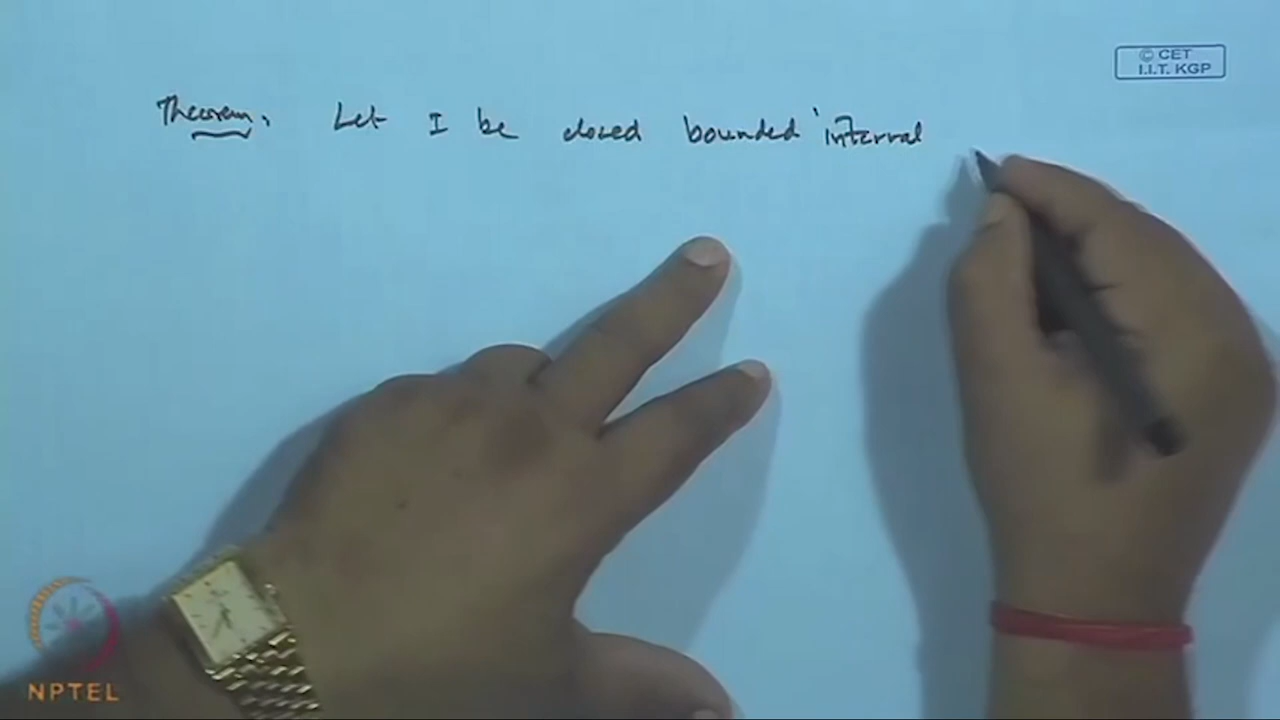 © CET
I.I.T. KGP
Theorem. Let I be closed bounded interval
NPTEL